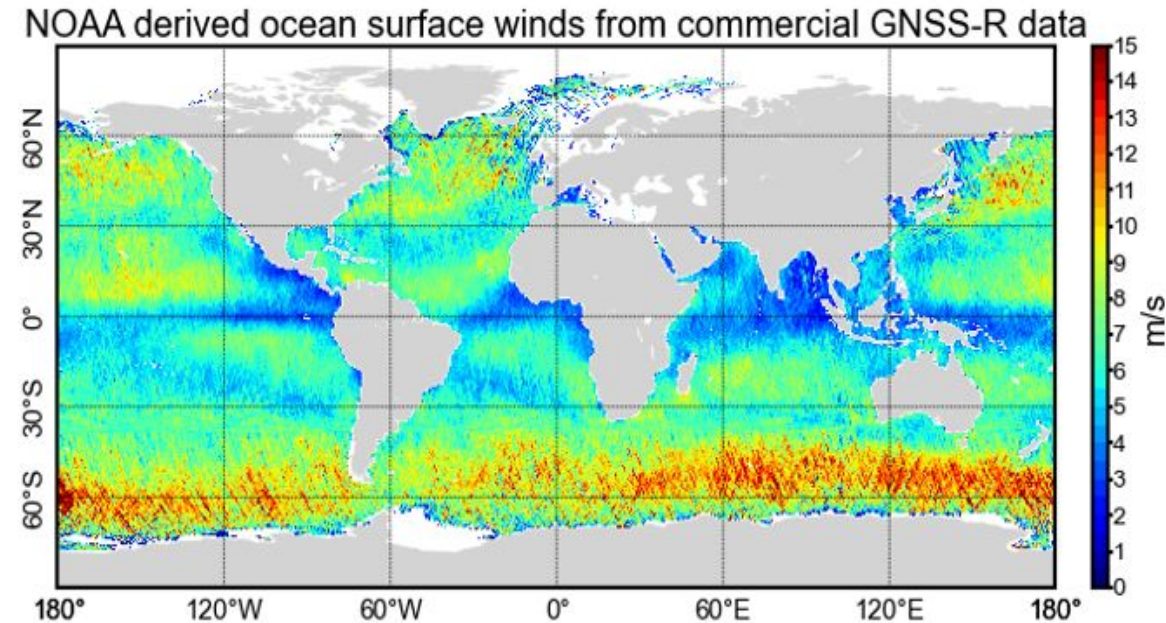 NOAA derived ocean surface winds from commercial GNSS-R data
15
14
13
12
11
10
9
8
7
6
5
4
3
2
1
0
m/s
60°N
30°N
0°
30°S
60°S
180° 120°W 60°W 0° 60°E 120°E 180°